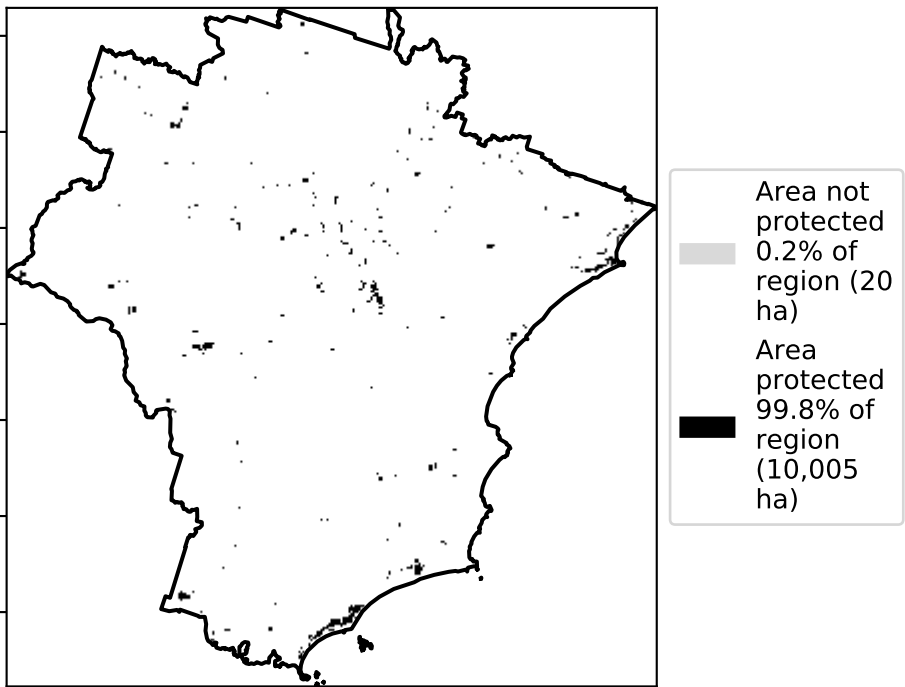 Area not
protected
0.2% of
region (20
ha)
Area
protected
99.8% of
region
(10,005
ha)